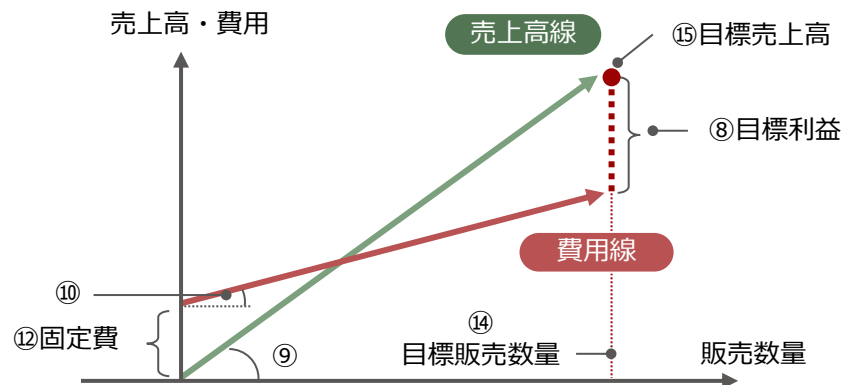 売上高・費用
売上高線
⑮目標売上高
⑧目標利益
費用線
⑩
⑫固定費
⑨
⑭
目標販売数量
販売数量